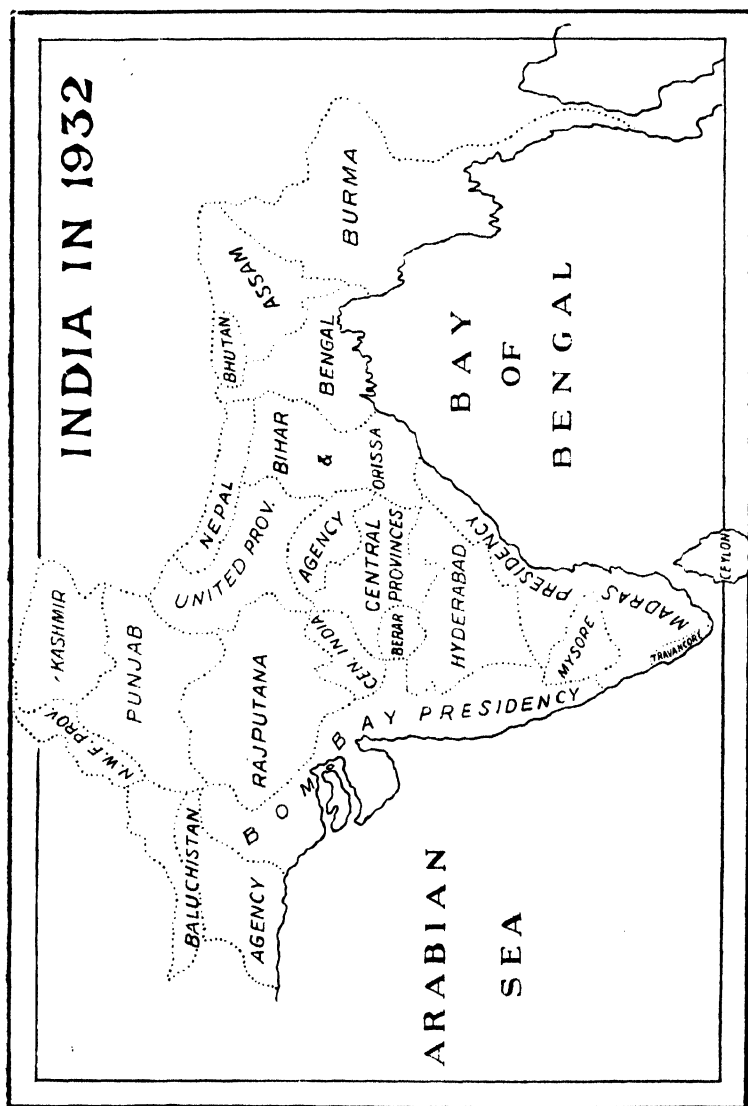 INDIA IN 1932
KASHMIR
N.W.F. PROV.
PUNJAB
BALUCHISTAN
AGENCY
RAJPUTANA
UNITED PROV.
NEPAL
BHUTAN
ASSAM
BURMA
BIHAR
&
ORISSA
BENGAL
CEN. INDIA
AGENCY
CENTRAL
PROVINCES
BERAR
HYDERABAD
BOMBAY PRESIDENCY
MADRAS PRESIDENCY
MYSORE
TRAVANCORE
CEYLON
ARABIAN
SEA
BAY
OF
BENGAL